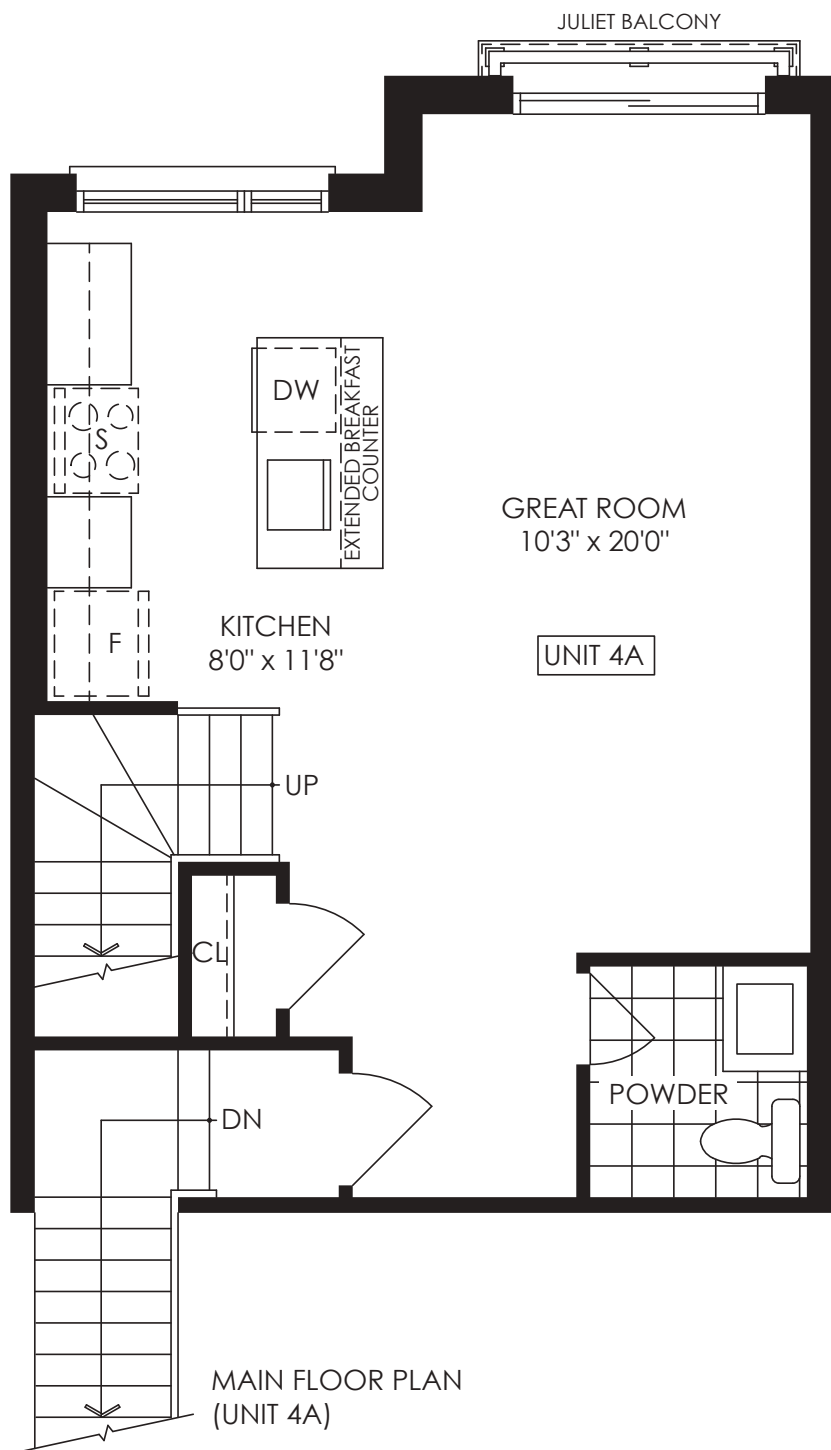 JULIET BALCONY
DW
EXTENDED BREAKFAST
COUNTER
S
GREAT ROOM
10'3" x 20'0"
KITCHEN
8'0" x 11'8"
F
UNIT 4A
UP
CL
POWDER
DN
MAIN FLOOR PLAN
(UNIT 4A)